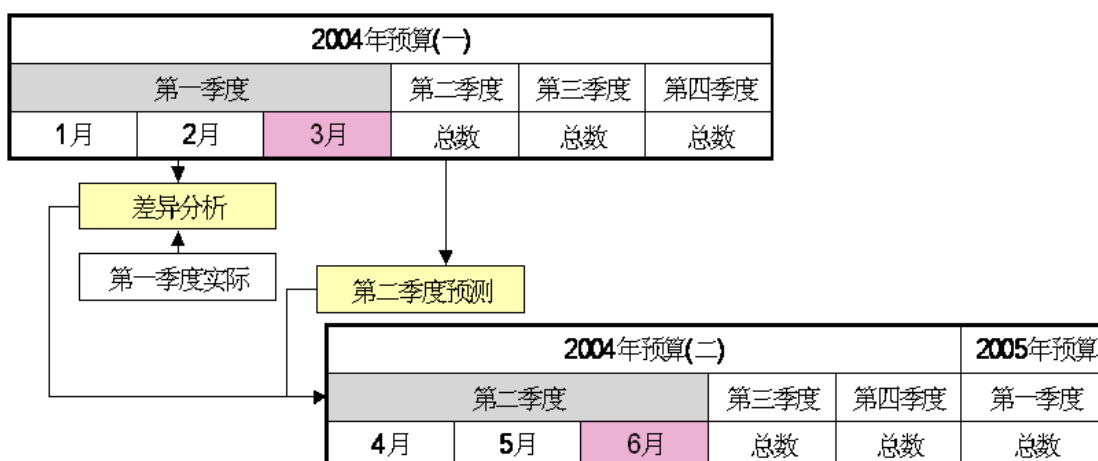 2004年预算(一)
第一季度 第二季度 第三季度 第四季度
1月 2月 3月 总数 总数 总数
差异分析
第一季度实际
第二季度预测
2004年预算(二) 2005年预算
第二季度 第三季度 第四季度 第一季度
4月 5月 6月 总数 总数 总数